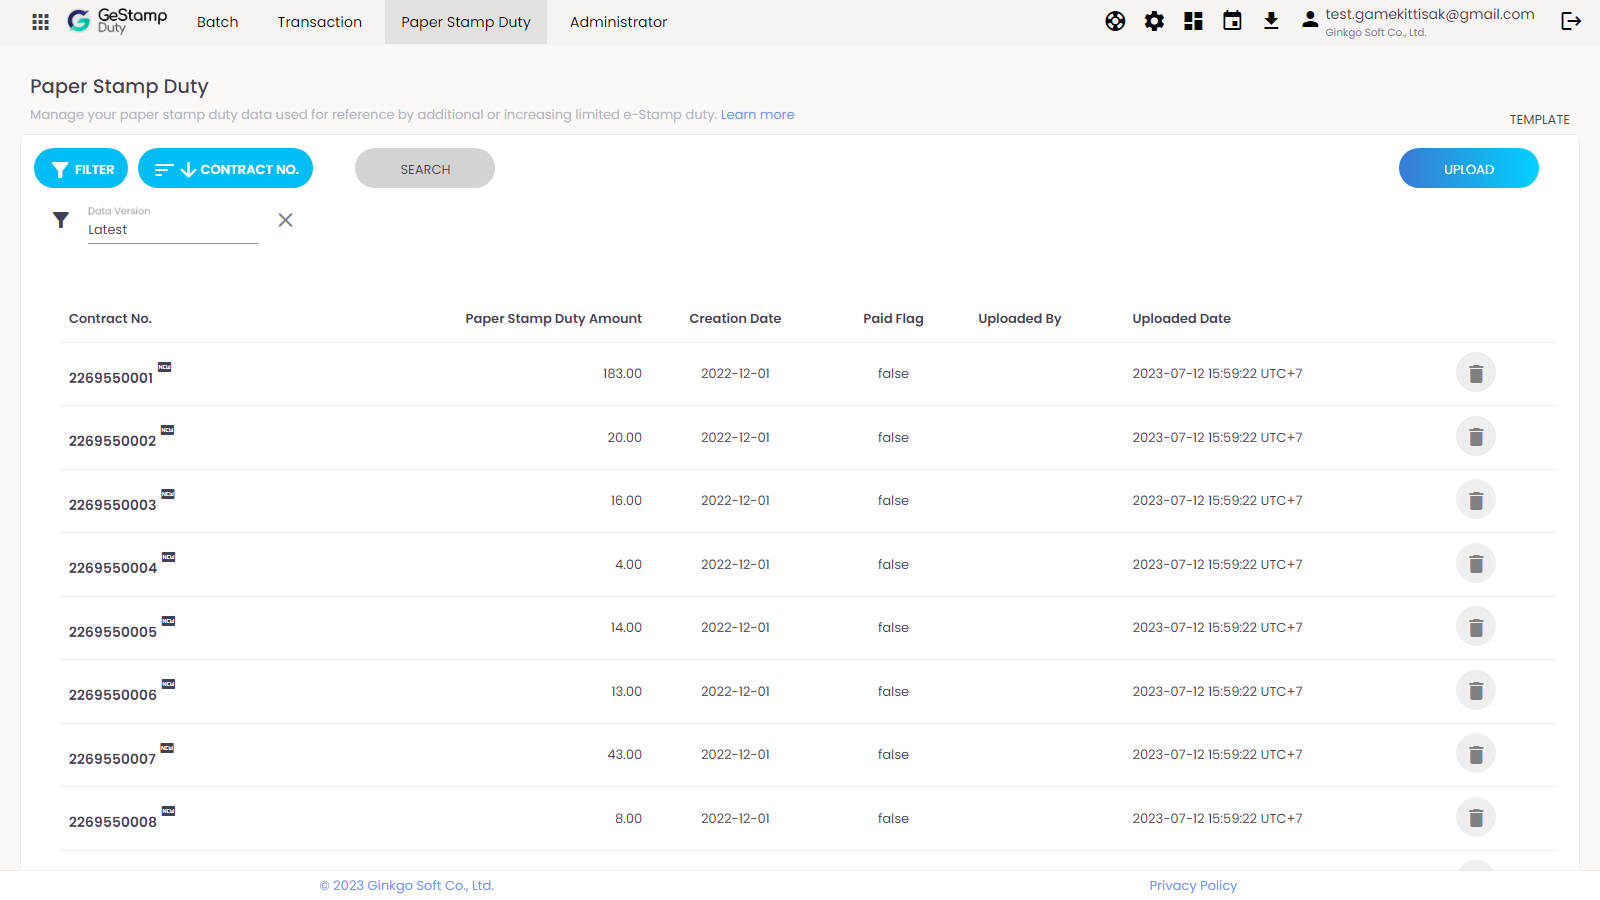 GeStamp
Duty
Batch
Transaction
Paper Stamp Duty
Administrator
test.gamekittisak@gmail.com
Ginkgo Soft Co., Ltd.
Paper Stamp Duty
Manage your paper stamp duty data used for reference by additional or increasing limited e-Stamp duty. Learn more
TEMPLATE
FILTER
CONTRACT NO.
SEARCH
UPLOAD
Data Version
Latest
Contract No. Paper Stamp Duty Amount Creation Date Paid Flag Uploaded By Uploaded Date
2269550001 NEW 183.00 2022-12-01 false 2023-07-12 15:59:22 UTC+7
2269550002 NEW 20.00 2022-12-01 false 2023-07-12 15:59:22 UTC+7
2269550003 NEW 16.00 2022-12-01 false 2023-07-12 15:59:22 UTC+7
2269550004 NEW 4.00 2022-12-01 false 2023-07-12 15:59:22 UTC+7
2269550005 NEW 14.00 2022-12-01 false 2023-07-12 15:59:22 UTC+7
2269550006 NEW 13.00 2022-12-01 false 2023-07-12 15:59:22 UTC+7
2269550007 NEW 43.00 2022-12-01 false 2023-07-12 15:59:22 UTC+7
2269550008 NEW 8.00 2022-12-01 false 2023-07-12 15:59:22 UTC+7
© 2023 Ginkgo Soft Co., Ltd.
Privacy Policy